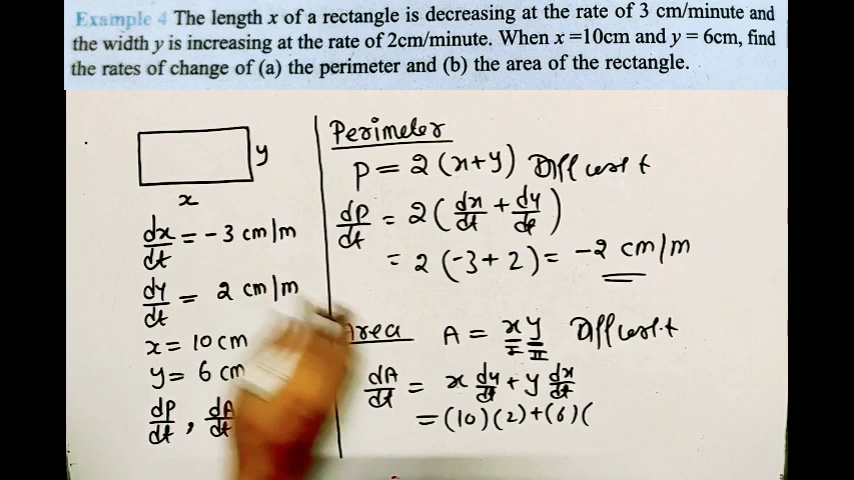 Example 4 The length x of a rectangle is decreasing at the rate of 3 cm/minute and
the width y is increasing at the rate of 2cm/minute. When x =10cm and y = 6cm, find
the rates of change of (a) the perimeter and (b) the area of the rectangle.
y
x
dx/dt = -3 cm/m
dy/dt = 2 cm/m
x= 10 cm
y= 6 cm
dP/dt , dA/dt
Perimeter
P = 2(x+y) Diff w.r.t t
dP/dt = 2(dx/dt + dy/dt)
= 2(-3+2) = -2 cm/m
Area A = x y Diff w.r.t t
I II
dA/dt = x dy/dt + y dx/dt
= (10)(2)+(6)(